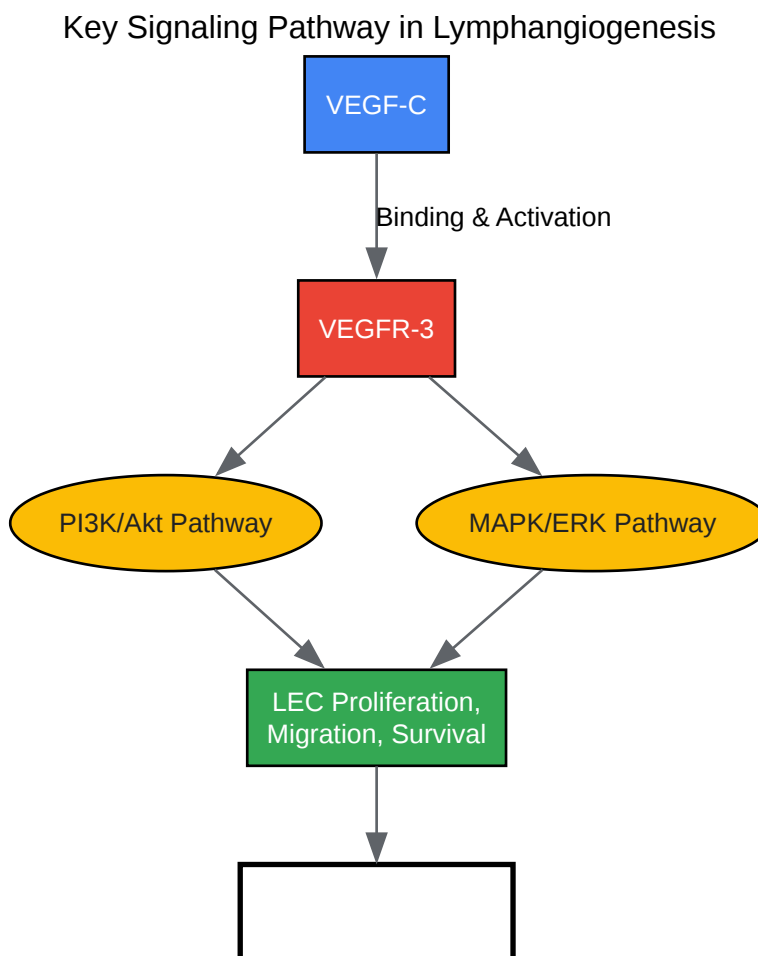 Key Signaling Pathway in Lymphangiogenesis
VEGF-C
Binding & Activation
VEGFR-3
PI3K/Akt Pathway
MAPK/ERK Pathway
LEC Proliferation,
Migration, Survival